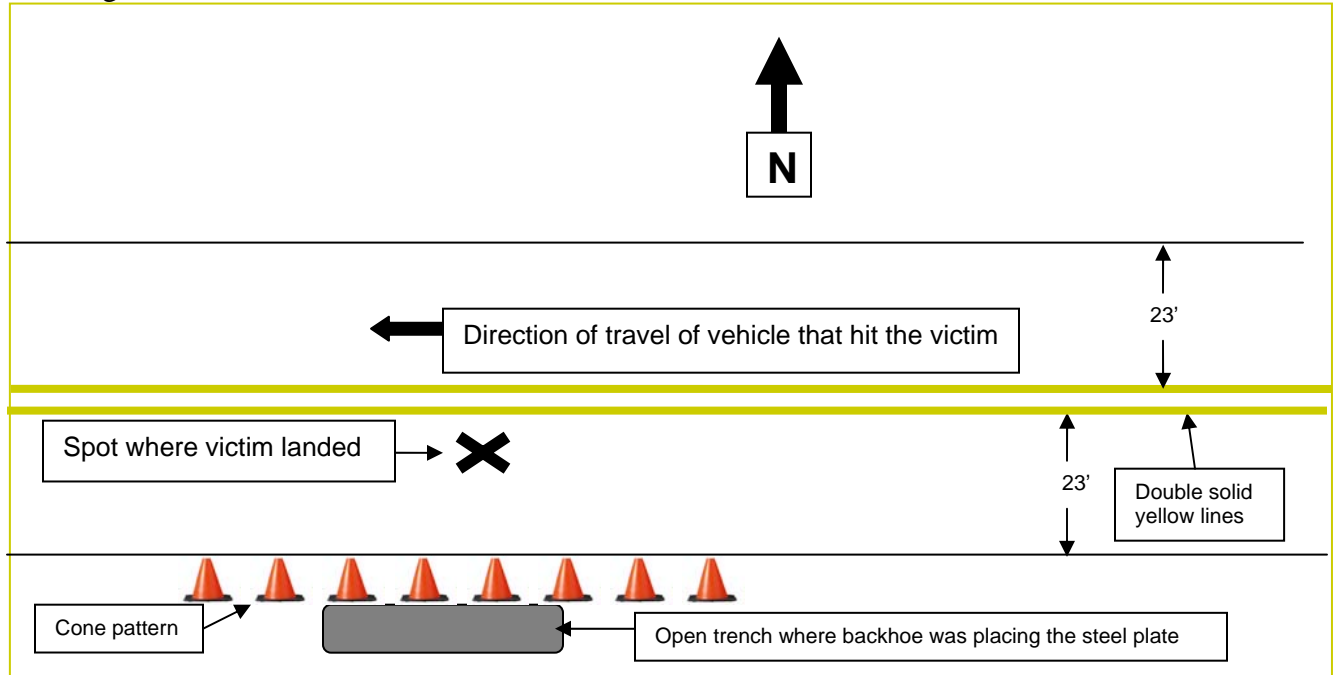 N
23’
Direction of travel of vehicle that hit the victim
Spot where victim landed
23’
Double solid
yellow lines
Cone pattern
Open trench where backhoe was placing the steel plate